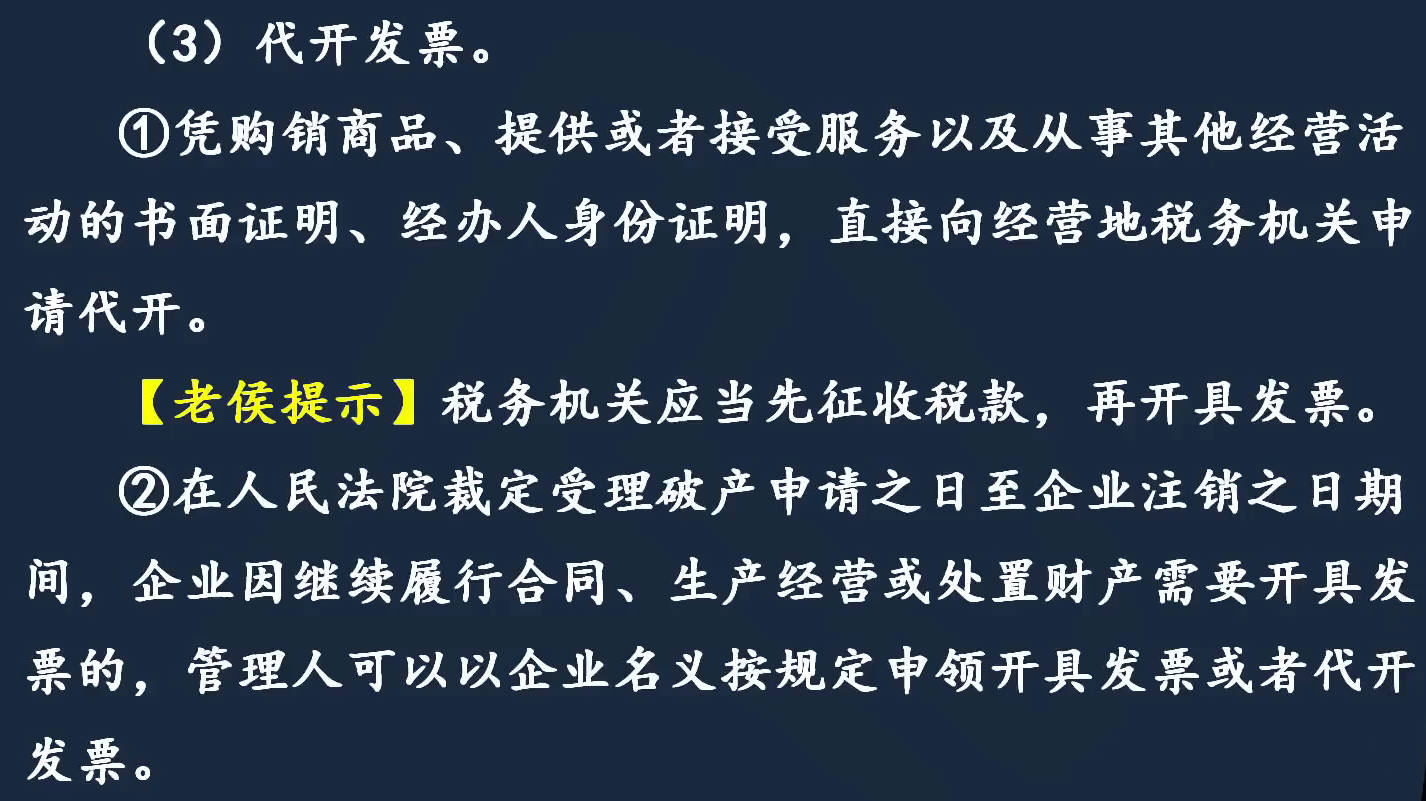 （3）代开发票。
①凭购销商品、提供或者接受服务以及从事其他经营活
动的书面证明、经办人身份证明，直接向经营地税务机关申
请代开。
【老侯提示】税务机关应当先征收税款，再开具发票。
②在人民法院裁定受理破产申请之日至企业注销之日期
间，企业因继续履行合同、生产经营或处置财产需要开具发
票的，管理人可以以企业名义按规定申领开具发票或者代开
发票。